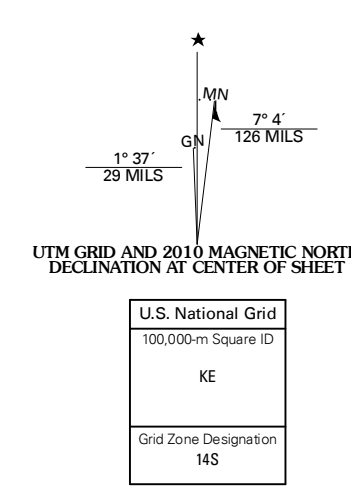 MN
GN
7° 4´
126 MILS
1° 37´
29 MILS
UTM GRID AND 2010 MAGNETIC NORTH
DECLINATION AT CENTER OF SHEET
U.S. National Grid
100,000-m Square ID
KE
Grid Zone Designation
14S